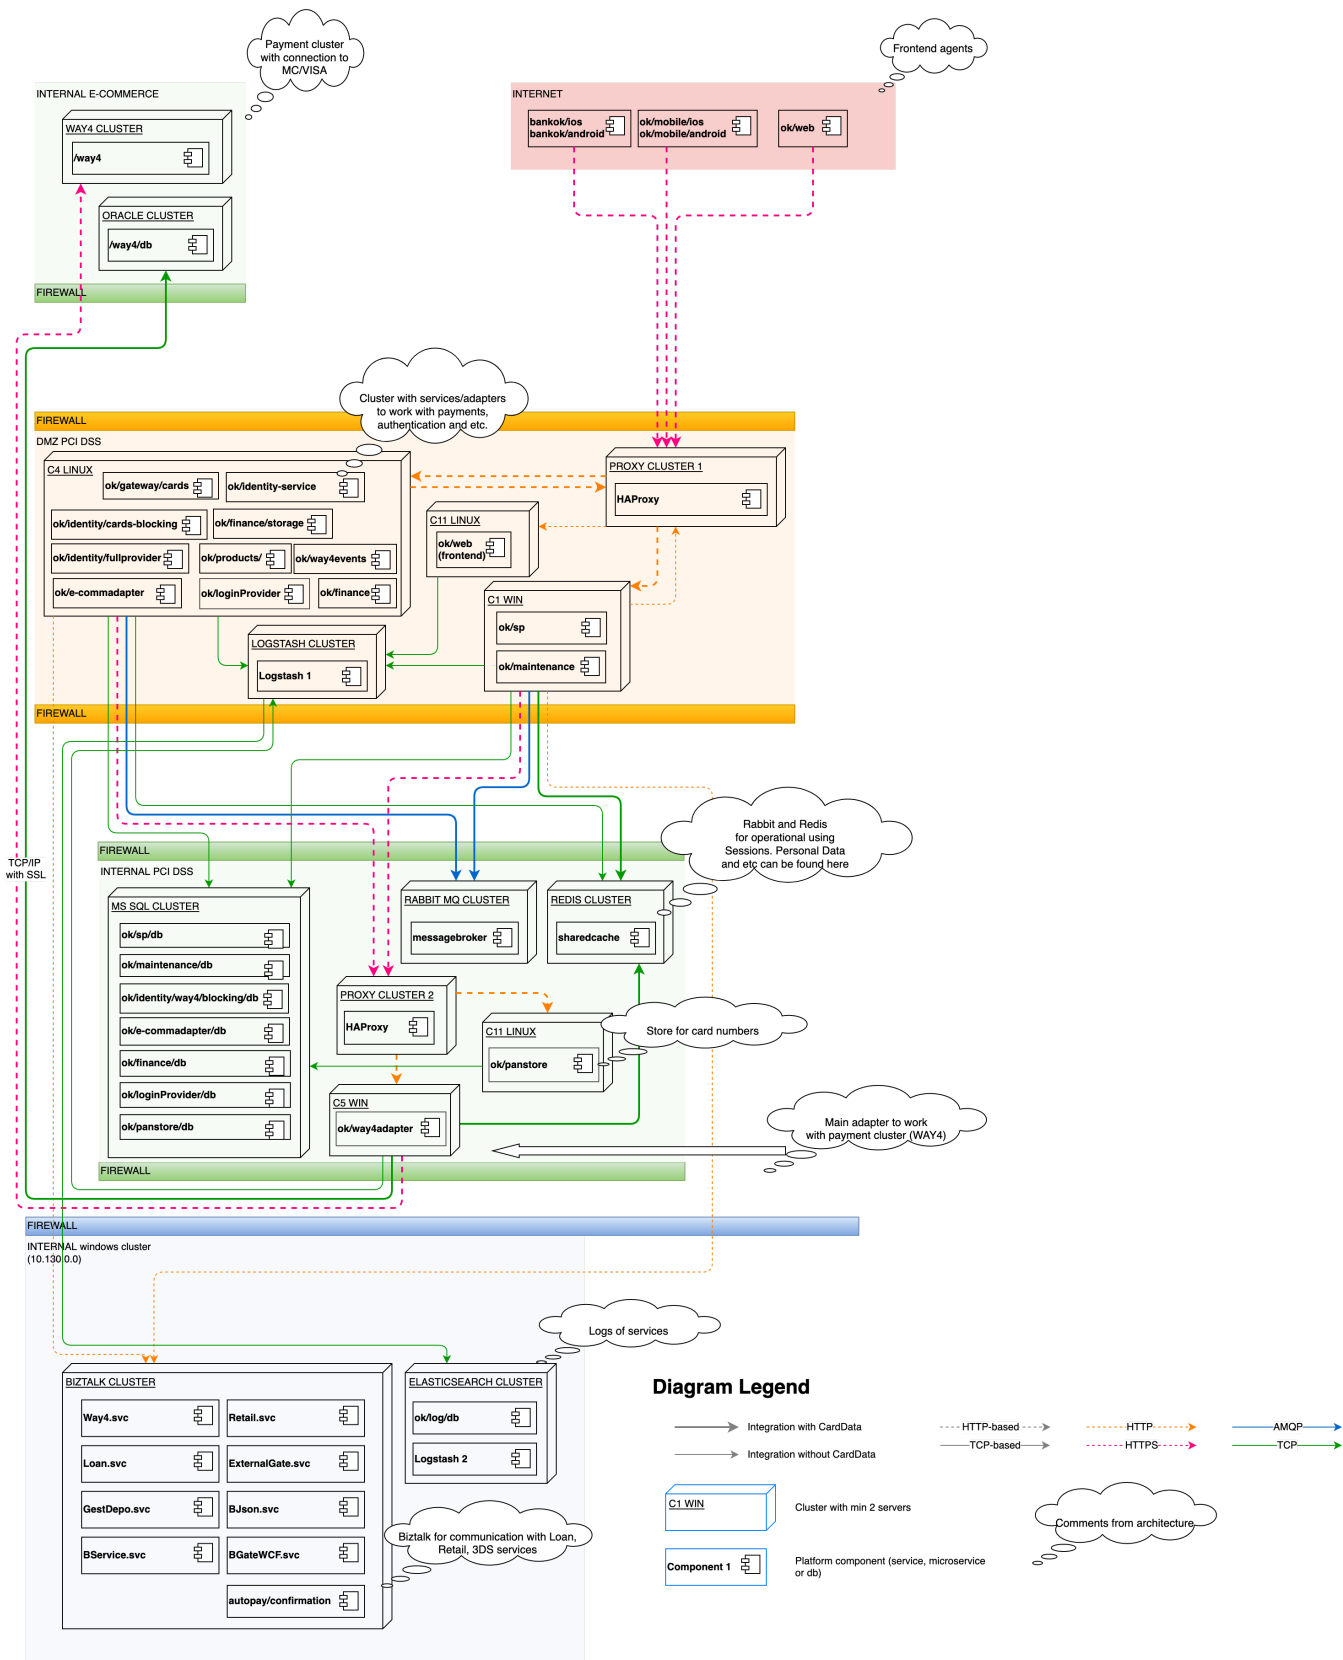 Payment cluster
with connection to
MC/VISA
Frontend agents
INTERNAL E-COMMERCE
WAY4 CLUSTER
/way4
ORACLE CLUSTER
/way4/db
FIREWALL
INTERNET
bankok/ios
bankok/android
ok/mobile/ios
ok/mobile/android
ok/web
Cluster with services/adapters
to work with payments,
authentication and etc.
FIREWALL
DMZ PCI DSS
C4 LINUX
ok/gateway/cards
ok/identity-service
ok/identity/cards-blocking
ok/finance/storage
ok/identity/fullprovider
ok/products/
ok/way4events
ok/e-commadapter
ok/loginProvider
ok/finance
PROXY CLUSTER 1
HAProxy
C11 LINUX
ok/web
(frontend)
C1 WIN
ok/sp
ok/maintenance
LOGSTASH CLUSTER
Logstash 1
FIREWALL
TCP/IP
with SSL
Rabbit and Redis
for operational using
Sessions. Personal Data
and etc can be found here
FIREWALL
INTERNAL PCI DSS
MS SQL CLUSTER
ok/sp/db
ok/maintenance/db
ok/identity/way4/blocking/db
ok/e-commadapter/db
ok/finance/db
ok/loginProvider/db
ok/panstore/db
RABBIT MQ CLUSTER
messagebroker
REDIS CLUSTER
sharedcache
PROXY CLUSTER 2
HAProxy
C11 LINUX
ok/panstore
Store for card numbers
C5 WIN
ok/way4adapter
Main adapter to work
with payment cluster (WAY4)
FIREWALL
FIREWALL
INTERNAL windows cluster
(10.130.0.0)
Logs of services
BIZTALK CLUSTER
Way4.svc
Retail.svc
Loan.svc
ExternalGate.svc
GestDepo.svc
BJson.svc
BService.svc
BGateWCF.svc
autopay/confirmation
ELASTICSEARCH CLUSTER
ok/log/db
Logstash 2
Biztalk for communication with Loan,
Retail, 3DS services
Diagram Legend
Integration with CardData
Integration without CardData
HTTP-based
TCP-based
HTTP
HTTPS
AMQP
TCP
C1 WIN
Cluster with min 2 servers
Component 1
Platform component (service, microservice
or db)
Comments from architecture